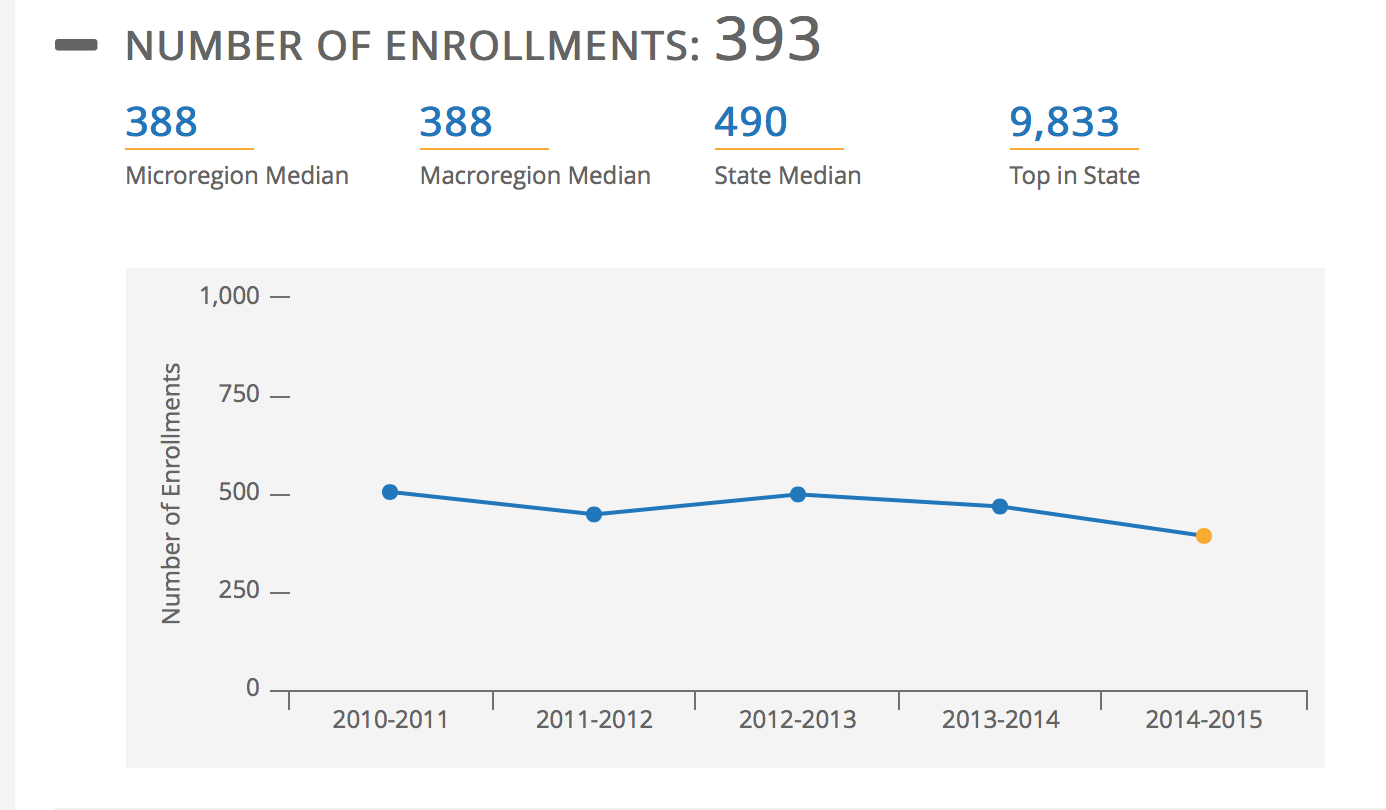 NUMBER OF ENROLLMENTS: 393
388
Microregion Median
388
Macroregion Median
490
State Median
9,833
Top in State
Number of Enrollments
1,000
750
500
250
0
2010-2011
2011-2012
2012-2013
2013-2014
2014-2015